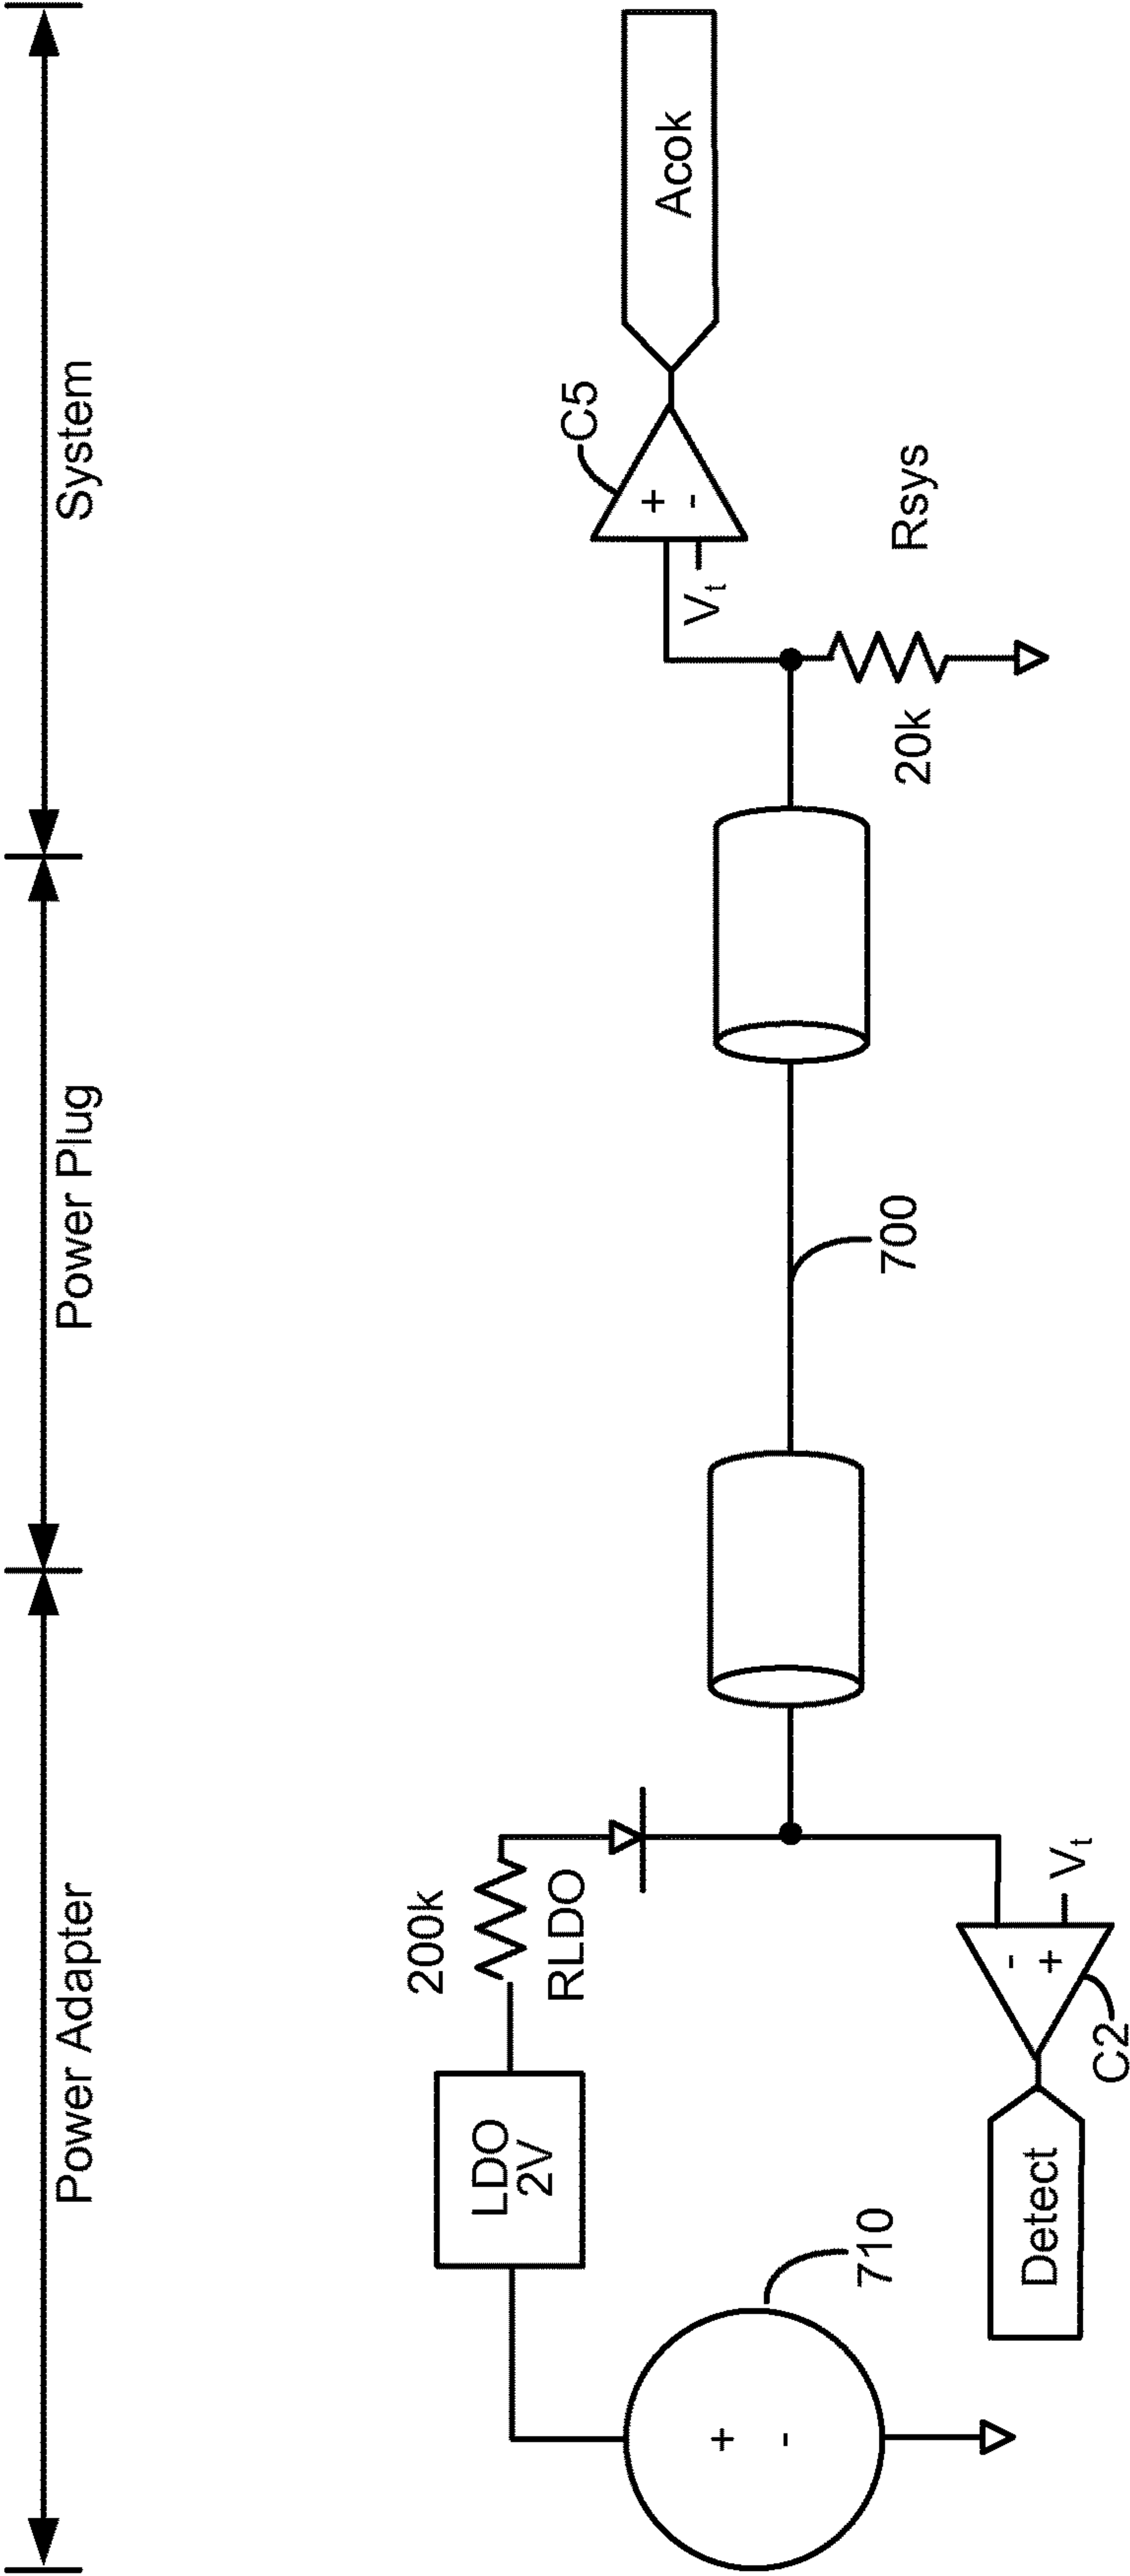 Power Adapter
Power Plug
System
200k
RLDO
LDO
2V
+
-
710
Detect
-
+
C2
Vt
700
C5
+
-
Vt
Acok
Rsys
20k